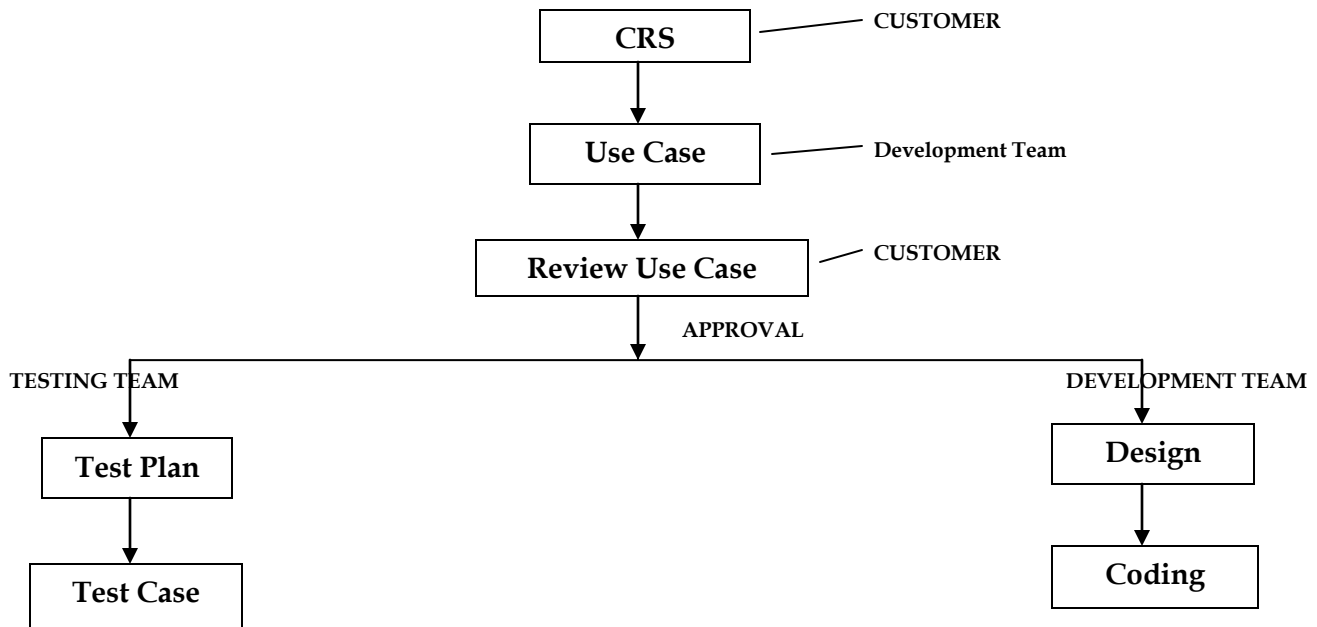 CRS
CUSTOMER
Use Case
Development Team
Review Use Case
CUSTOMER
APPROVAL
TESTING TEAM
DEVELOPMENT TEAM
Test Plan
Design
Test Case
Coding